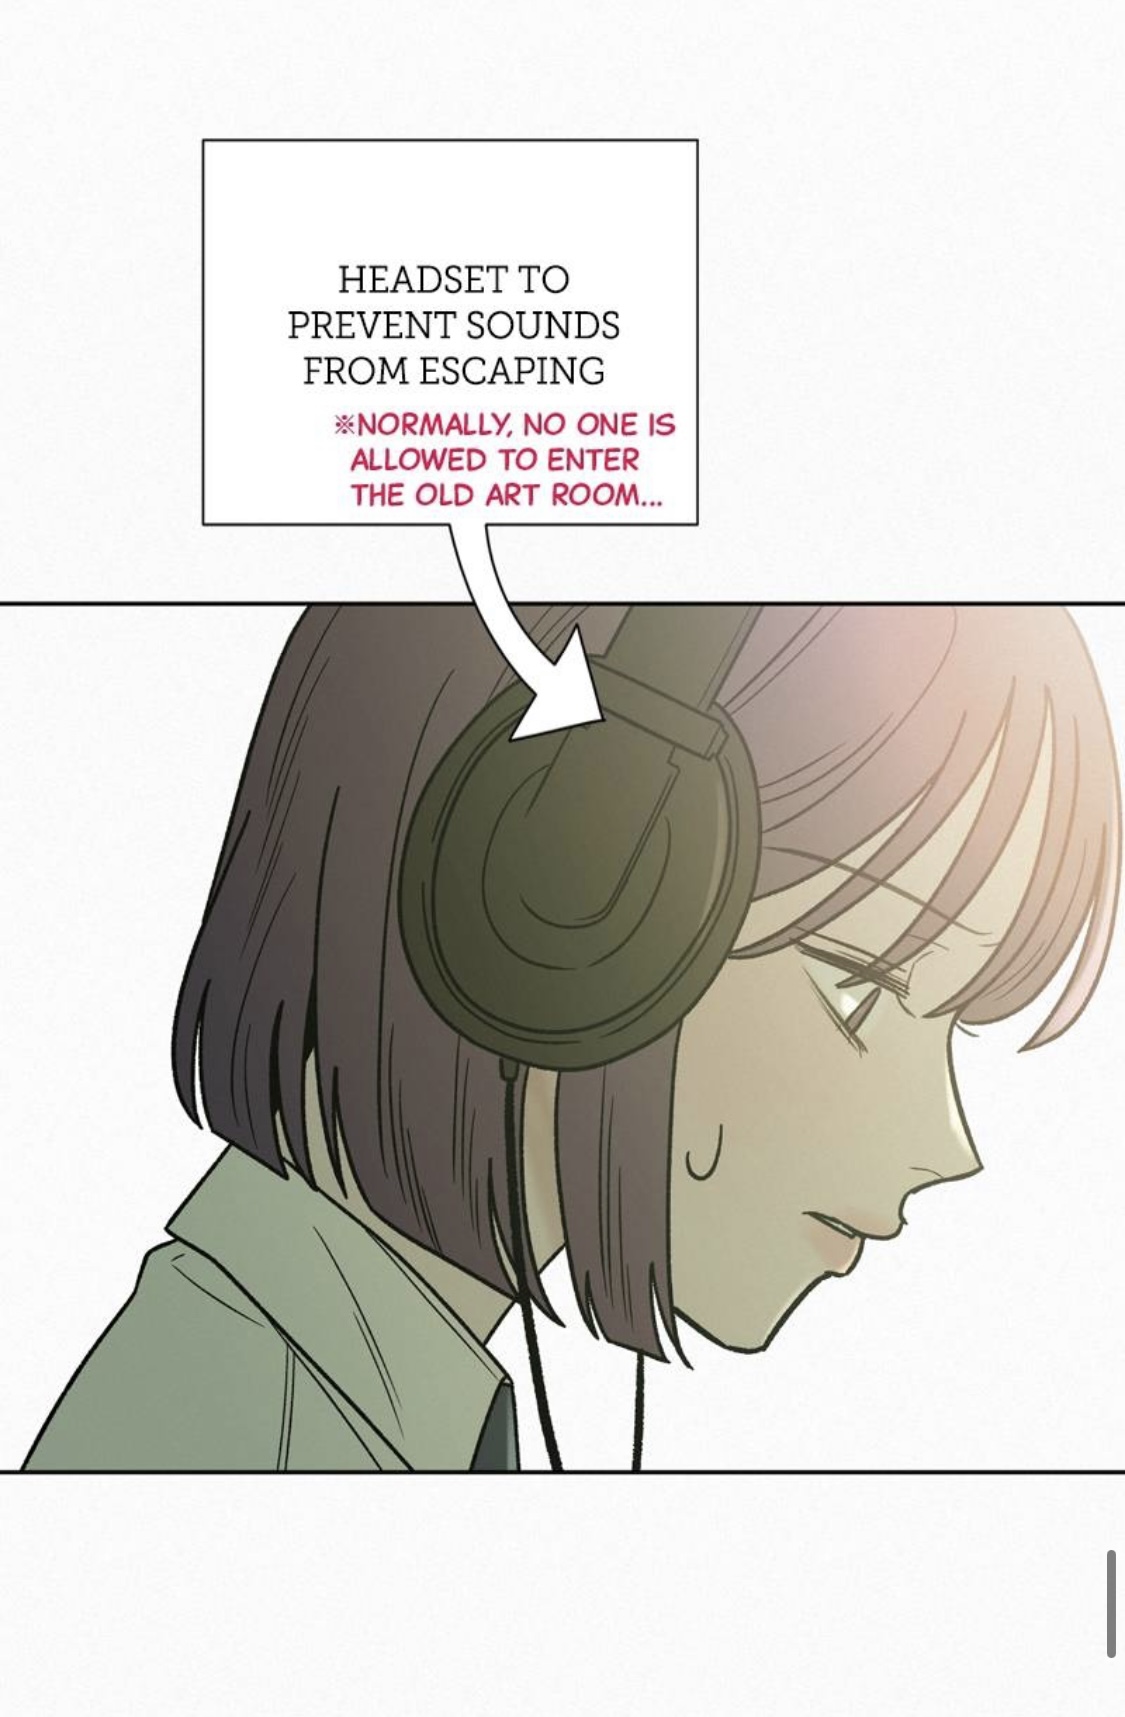 HEADSET TO
PREVENT SOUNDS
FROM ESCAPING
※NORMALLY, NO ONE IS
ALLOWED TO ENTER
THE OLD ART ROOM...